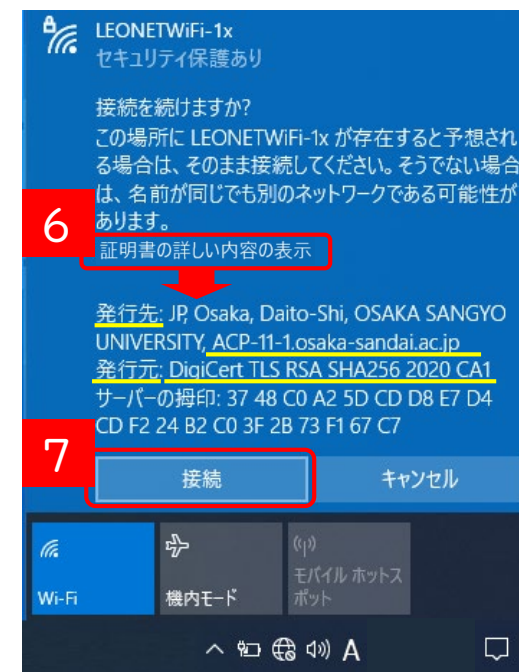 LEONETWiFi-1x
セキュリティ保護あり
接続を続けますか?
この場所に LEONETWiFi-1x が存在すると予想され
る場合は、そのまま接続してください。そうでない場合
は、名前が同じでも別のネットワークである可能性が
あります。
6
証明書の詳しい内容の表示
発行先: JP, Osaka, Daito-Shi, OSAKA SANGYO
UNIVERSITY, ACP-11-1.osaka-sandai.ac.jp
発行元: DigiCert TLS RSA SHA256 2020 CA1
サーバーの拇印: 37 48 C0 A2 5D CD D8 E7 D4
CD F2 24 B2 C0 3F 2B 73 F1 67 C7
7
接続
キャンセル
Wi-Fi
機内モード
モバイル ホットス
ポット
A